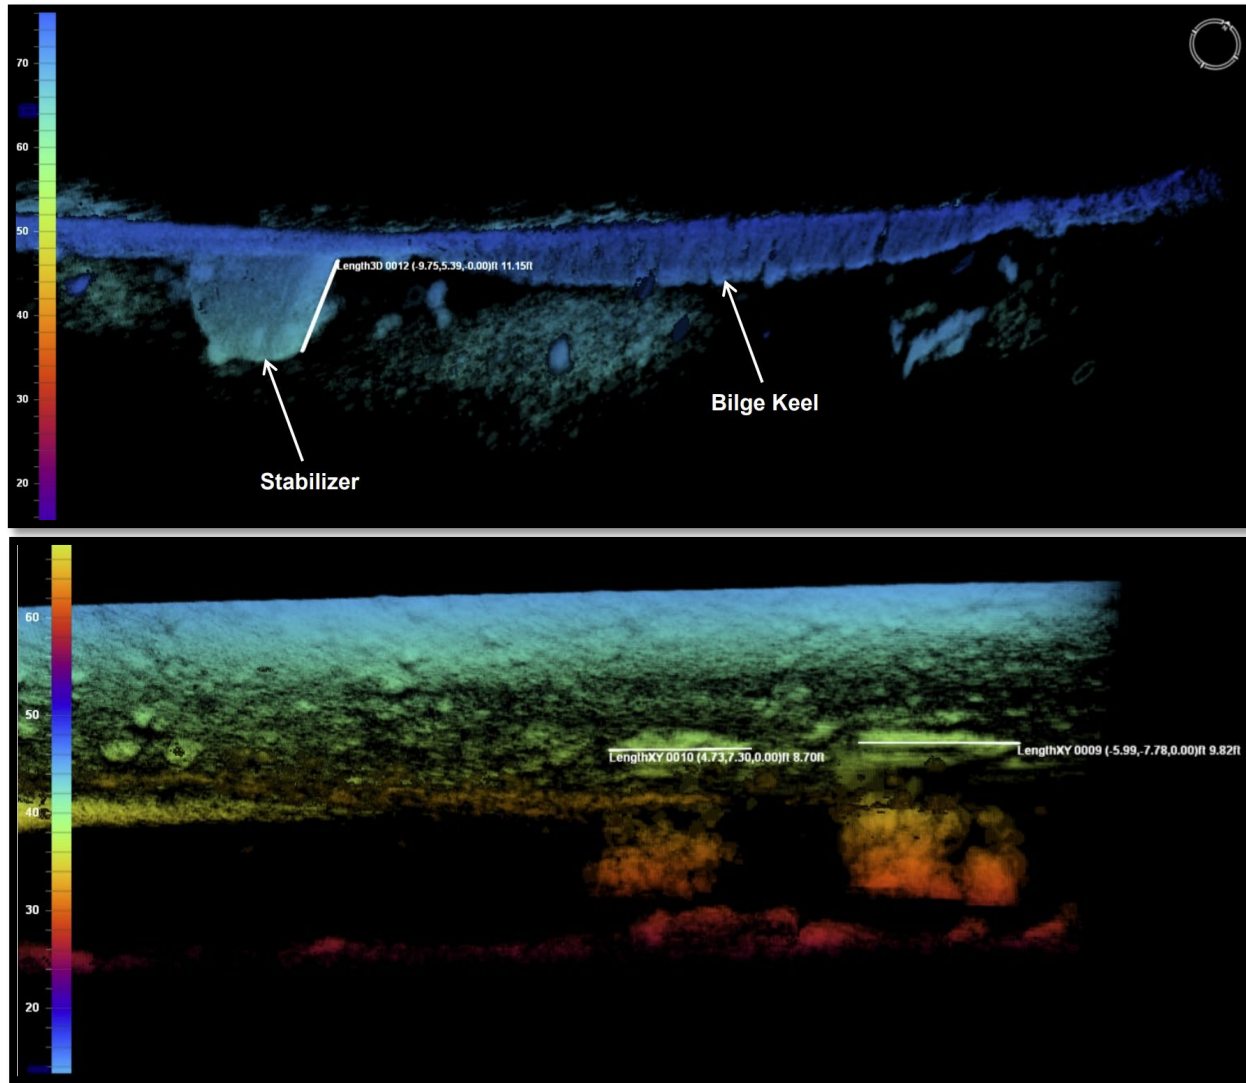 70
60
50
40
30
20
N
Length3D 0012 (-9.75,5.39,-0.00)ft 11.15ft
Bilge Keel
Stabilizer
60
50
40
30
20
LengthXY 0010 (4.73,7.30,0.00)ft 8.70ft
LengthXY 0009 (-5.99,-7.78,0.00)ft 9.82ft